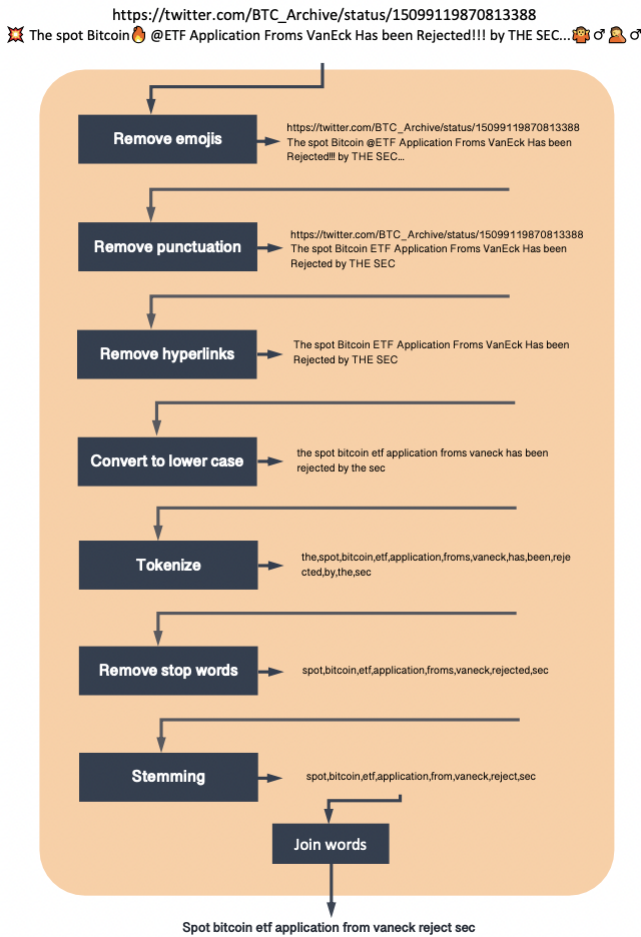 https://twitter.com/BTC_Archive/status/15099119870813388
💥 The spot Bitcoin🔥 @ETF Application Froms VanEck Has been Rejected!!! by THE SEC...🤷♂ 🤦♂
Remove emojis
https://twitter.com/BTC_Archive/status/15099119870813388
The spot Bitcoin @ETF Application Froms VanEck Has been
Rejected!!! by THE SEC...
Remove punctuation
https://twitter.com/BTC_Archive/status/15099119870813388
The spot Bitcoin ETF Application Froms VanEck Has been
Rejected by THE SEC
Remove hyperlinks
The spot Bitcoin ETF Application Froms VanEck Has been
Rejected by THE SEC
Convert to lower case
the spot bitcoin etf application froms vaneck has been
rejected by the sec
Tokenize
the,spot,bitcoin,etf,application,froms,vaneck,has,been,reje
cted,by,the,sec
Remove stop words
spot,bitcoin,etf,application,froms,vaneck,rejected,sec
Stemming
spot,bitcoin,etf,application,from,vaneck,reject,sec
Join words
Spot bitcoin etf application from vaneck reject sec